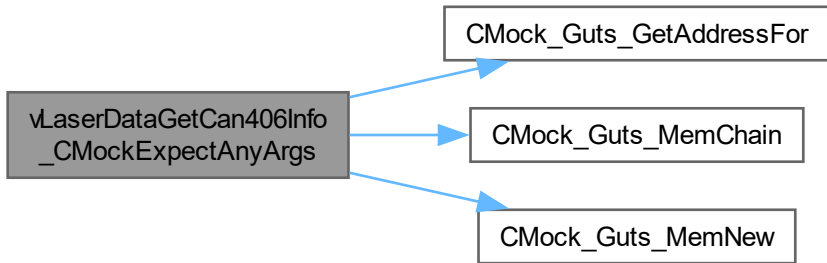 CMock_Guts_GetAddressFor
vLaserDataGetCan406Info
_CMockExpectAnyArgs
CMock_Guts_MemChain
CMock_Guts_MemNew